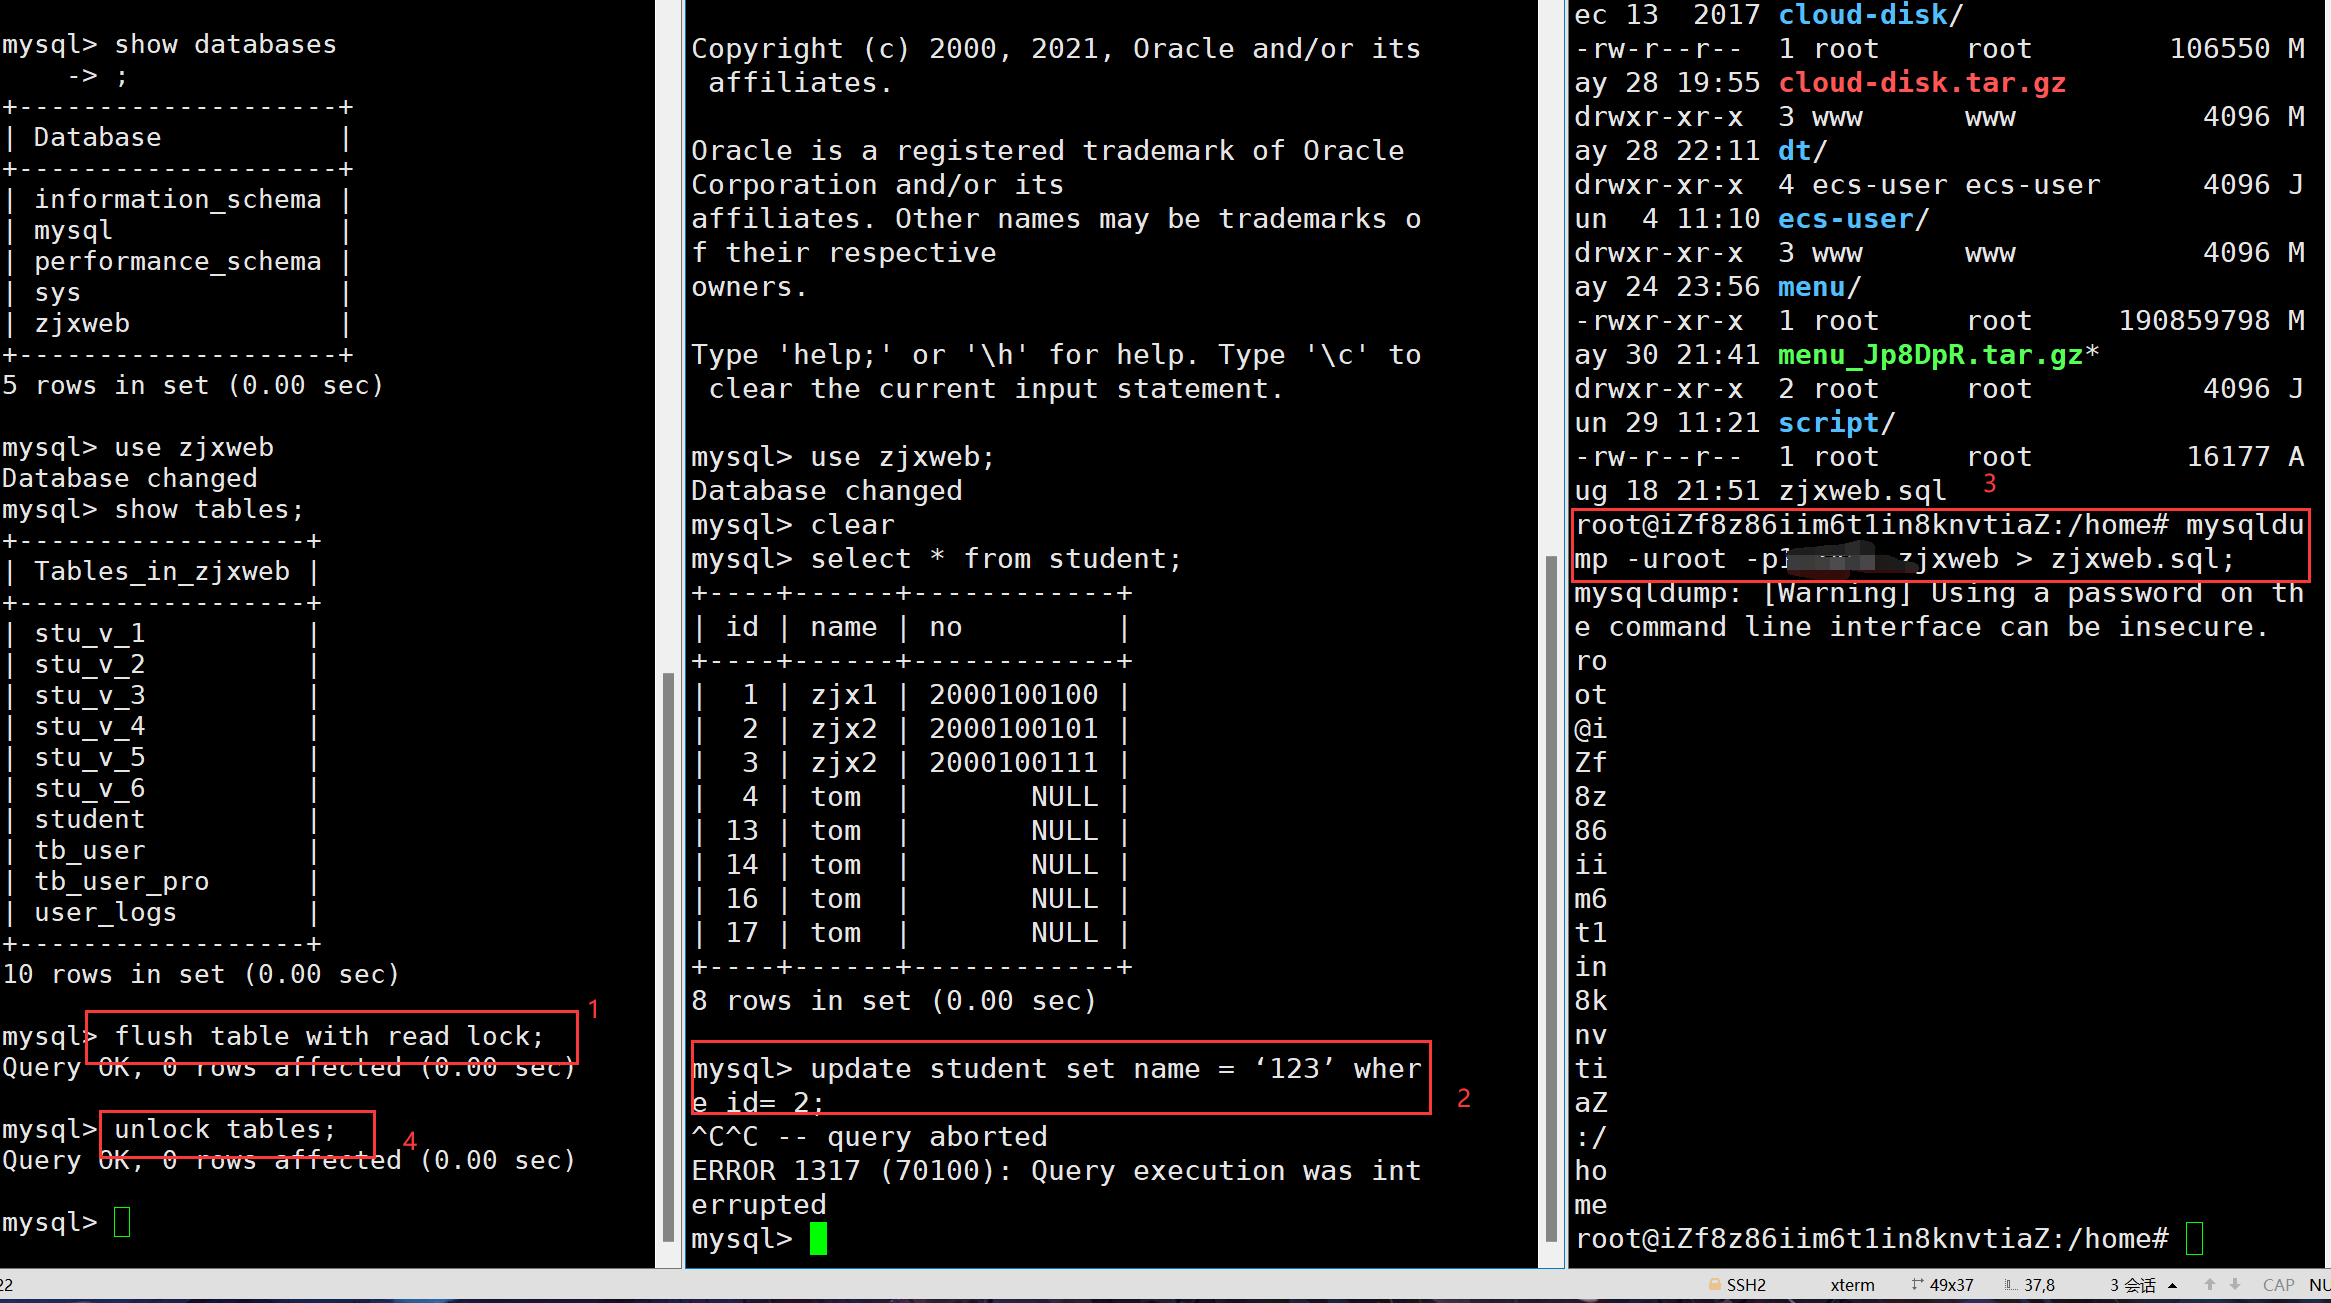 mysql> show databases
    -> ;
+--------------------+
| Database           |
+--------------------+
| information_schema |
| mysql              |
| performance_schema |
| sys                |
| zjxweb             |
+--------------------+
5 rows in set (0.00 sec)
mysql> use zjxweb
Database changed
mysql> show tables;
+------------------+
| Tables_in_zjxweb |
+------------------+
| stu_v_1          |
| stu_v_2          |
| stu_v_3          |
| stu_v_4          |
| stu_v_5          |
| stu_v_6          |
| student          |
| tb_user          |
| tb_user_pro      |
| user_logs        |
+------------------+
10 rows in set (0.00 sec)
1
mysql> flush table with read lock;
Query OK, 0 rows affected (0.00 sec)
mysql> unlock tables;
4
Query OK, 0 rows affected (0.00 sec)
mysql>
Copyright (c) 2000, 2021, Oracle and/or its
 affiliates.
Oracle is a registered trademark of Oracle
Corporation and/or its
affiliates. Other names may be trademarks o
f their respective
owners.
Type 'help;' or '\h' for help. Type '\c' to
 clear the current input statement.
mysql> use zjxweb;
Database changed
mysql> clear
mysql> select * from student;
+----+------+------------+
| id | name | no         |
+----+------+------------+
|  1 | zjx1 | 2000100100 |
|  2 | zjx2 | 2000100101 |
|  3 | zjx2 | 2000100111 |
|  4 | tom  |       NULL |
| 13 | tom  |       NULL |
| 14 | tom  |       NULL |
| 16 | tom  |       NULL |
| 17 | tom  |       NULL |
+----+------+------------+
8 rows in set (0.00 sec)
mysql> update student set name = ‘123’ wher
e id= 2;
2
^C^C -- query aborted
ERROR 1317 (70100): Query execution was int
errupted
mysql>
ec 13  2017 cloud-disk/
-rw-r--r--  1 root     root        106550 M
ay 28 19:55 cloud-disk.tar.gz
drwxr-xr-x  3 www      www           4096 M
ay 28 22:11 dt/
drwxr-xr-x  4 ecs-user ecs-user      4096 J
un  4 11:10 ecs-user/
drwxr-xr-x  3 www      www           4096 M
ay 24 23:56 menu/
-rwxr-xr-x  1 root     root     190859798 M
ay 30 21:41 menu_Jp8DpR.tar.gz*
drwxr-xr-x  2 root     root          4096 J
un 29 11:21 script/
-rw-r--r--  1 root     root         16177 A
ug 18 21:51 zjxweb.sql
3
root@iZf8z86iim6t1in8knvtiaZ:/home# mysqldu
mp -uroot zjxweb > zjxweb.sql;
mysqldump: [Warning] Using a password on th
e command line interface can be insecure.
ro
ot
@i
Zf
8z
86
ii
m6
t1
in
8k
nv
ti
aZ
:/
ho
me
root@iZf8z86iim6t1in8knvtiaZ:/home#
22
SSH2
xterm
49x37
37,8
3 会话
CAP
NU